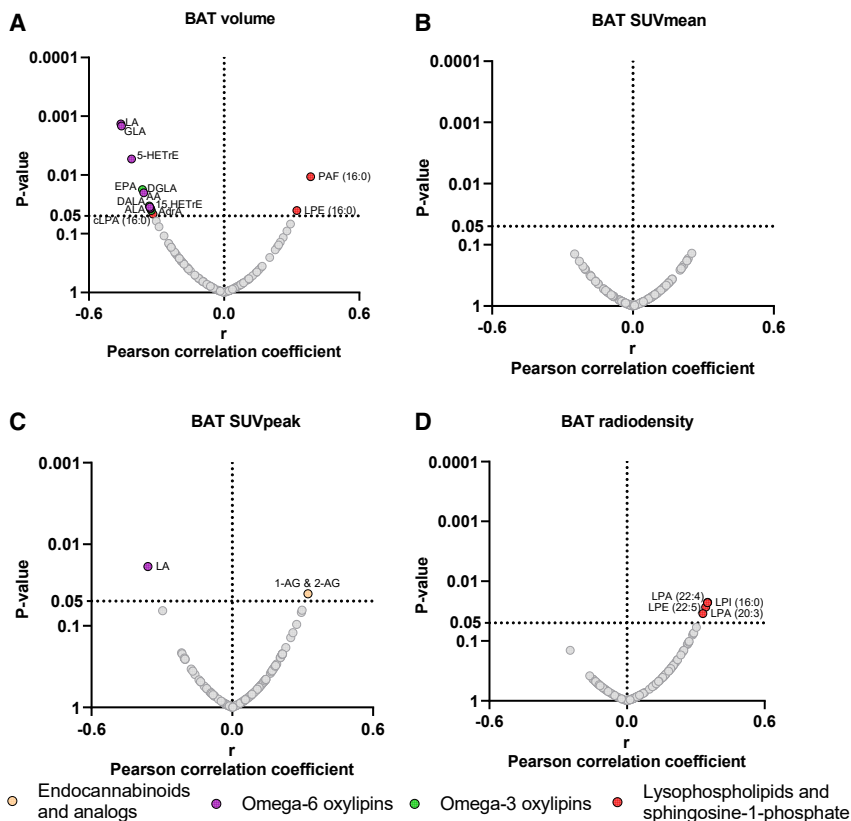 A
BAT volume
0.0001
0.001
0.01
0.05
0.1
1
P-value
LA
GLA
5-HETrE
EPA
DGLA
AA
DALA
15 HETrE
ALA
AdrA
cLPA (16:0)
PAF (16:0)
LPE (16:0)
-0.6
0.0
0.6
r
Pearson correlation coefficient
B
BAT SUVmean
0.0001
0.001
0.01
0.05
0.1
1
P-value
-0.6
0.0
0.6
r
Pearson correlation coefficient
C
BAT SUVpeak
0.001
0.01
0.05
0.1
1
P-value
LA
1-AG & 2-AG
-0.6
0.0
0.6
r
Pearson correlation coefficient
D
BAT radiodensity
0.0001
0.001
0.01
0.05
0.1
1
P-value
LPA (22:4)
LPI (16:0)
LPE (22:5)
LPA (20:3)
-0.6
0.0
0.6
r
Pearson correlation coefficient
Endocannabinoids
and analogs
Omega-6 oxylipins
Omega-3 oxylipins
Lysophospholipids and
sphingosine-1-phosphate